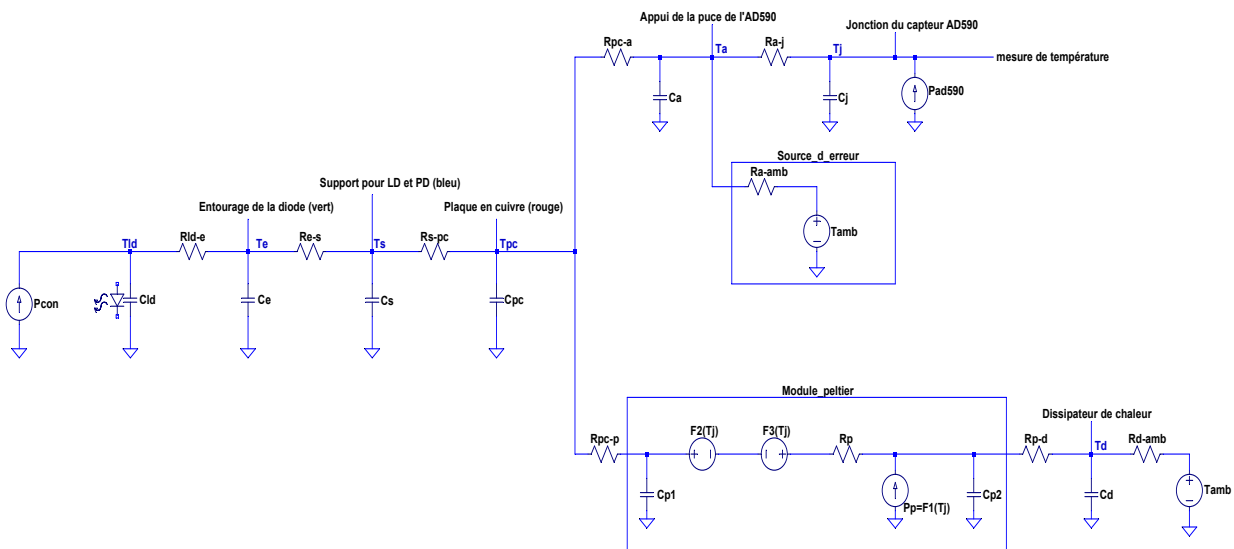 Appui de la puce de l'AD590
Jonction du capteur AD590
Rpc-a
Ta
Ra-j
Tj
mesure de température
Ca
Cj
Pad590
Source_d_erreur
Ra-amb
Tamb
Support pour LD et PD (bleu)
Entourage de la diode (vert)
Plaque en cuivre (rouge)
Tld
Rld-e
Te
Re-s
Ts
Rs-pc
Tpc
Pcon
Cld
Ce
Cs
Cpc
Module_peltier
Dissipateur de chaleur
Rpc-p
F2(Tj)
F3(Tj)
Rp
Rp-d
Td
Rd-amb
Cp1
Pp=F1(Tj)
Cp2
Cd
Tamb